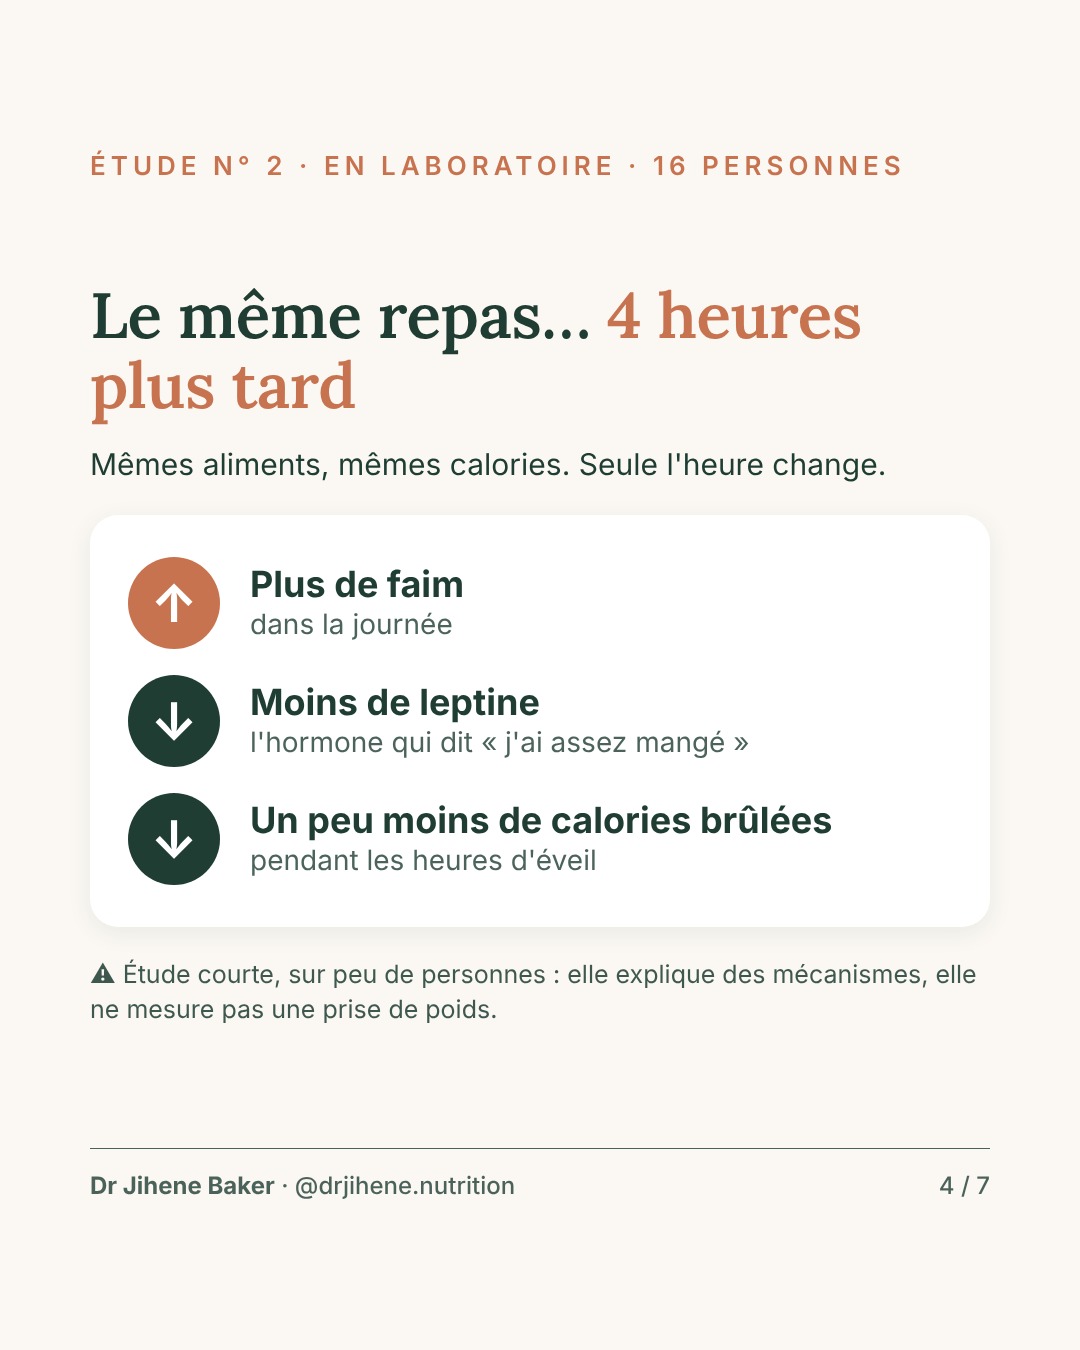 ÉTUDE N° 2 · EN LABORATOIRE · 16 PERSONNES
Le même repas... 4 heures
plus tard
Mêmes aliments, mêmes calories. Seule l'heure change.
↑ Plus de faim
dans la journée
↓ Moins de leptine
l'hormone qui dit « j'ai assez mangé »
↓ Un peu moins de calories brûlées
pendant les heures d'éveil
⚠ Étude courte, sur peu de personnes : elle explique des mécanismes, elle
ne mesure pas une prise de poids.
Dr Jihene Baker · @drjihene.nutrition
4 / 7